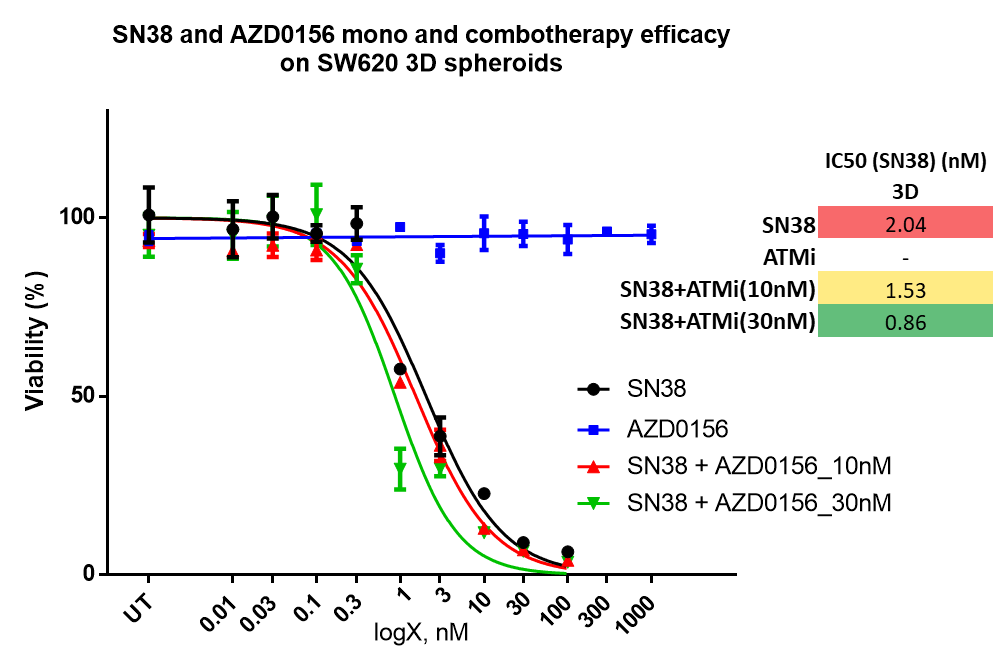 SN38 and AZD0156 mono and combotherapy efficacy
on SW620 3D spheroids
IC50 (SN38) (nM)
3D
SN38 2.04
ATMi -
SN38+ATMi(10nM) 1.53
SN38+ATMi(30nM) 0.86
Viability (%)
100
50
0
SN38
AZD0156
SN38 + AZD0156_10nM
SN38 + AZD0156_30nM
UT 0.01 0.03 0.1 0.3 1 3 10 30 100 300 1000
logX, nM